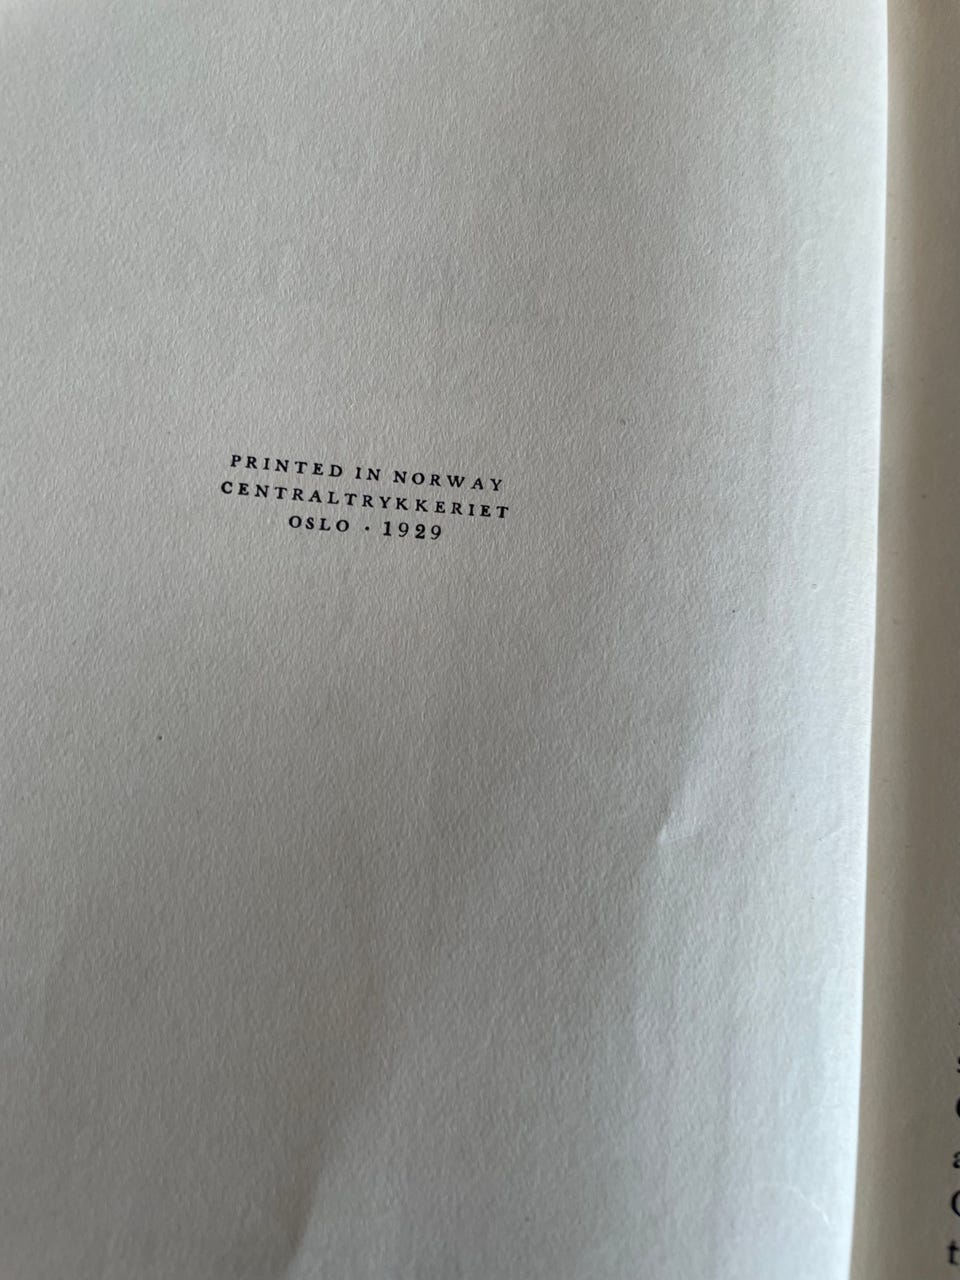 PRINTED IN NORWAY
CENTRALTRYKKERIET
OSLO · 1929